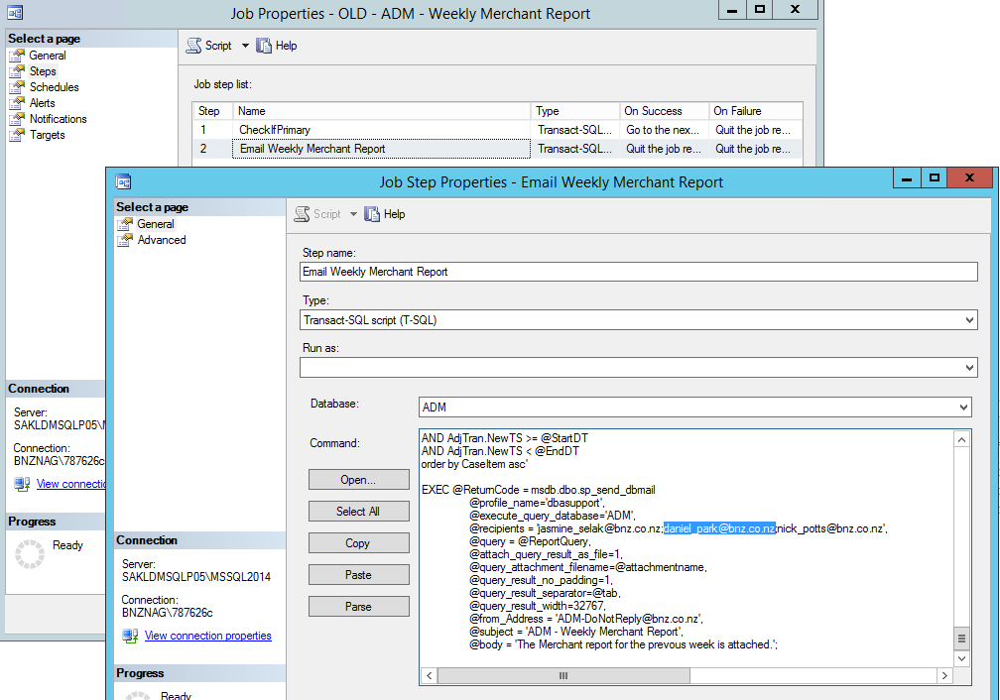 Job Properties - OLD - ADM - Weekly Merchant Report
Select a page
General
Steps
Schedules
Alerts
Notifications
Targets
Script
Help
Job step list:
Step Name Type On Success On Failure
1 CheckIfPrimary Transact-SQL... Go to the nex... Quit the job re...
2 Email Weekly Merchant Report Transact-SQL... Quit the job re... Quit the job re...
Connection
Server:
SAKLDMSQLP05\
Connection:
BNZNAG\787626c
View connectio
Progress
Ready
Job Step Properties - Email Weekly Merchant Report
Select a page
General
Advanced
Script
Help
Step name:
Email Weekly Merchant Report
Type:
Transact-SQL script (T-SQL)
Run as:
Database:
ADM
Command:
Open...
Select All
Copy
Paste
Parse
AND AdjTran.NewTS >= @StartDT
AND AdjTran.NewTS < @EndDT
order by CaseItem asc'
EXEC @ReturnCode = msdb.dbo.sp_send_dbmail
@profile_name='dbasupport',
@execute_query_database='ADM',
@recipients = 'jasmine_selak@bnz.co.nz;daniel_park@bnz.co.nz;nick_potts@bnz.co.nz',
@query = @ReportQuery,
@attach_query_result_as_file=1,
@query_attachment_filename=@attachmentname,
@query_result_no_padding=1,
@query_result_separator=@tab,
@query_result_width=32767,
@from_Address = 'ADM-DoNotReply@bnz.co.nz',
@subject = 'ADM - Weekly Merchant Report',
@body = 'The Merchant report for the prevous week is attached.';
Connection
Server:
SAKLDMSQLP05\MSSQL2014
Connection:
BNZNAG\787626c
View connection properties
Progress
Ready